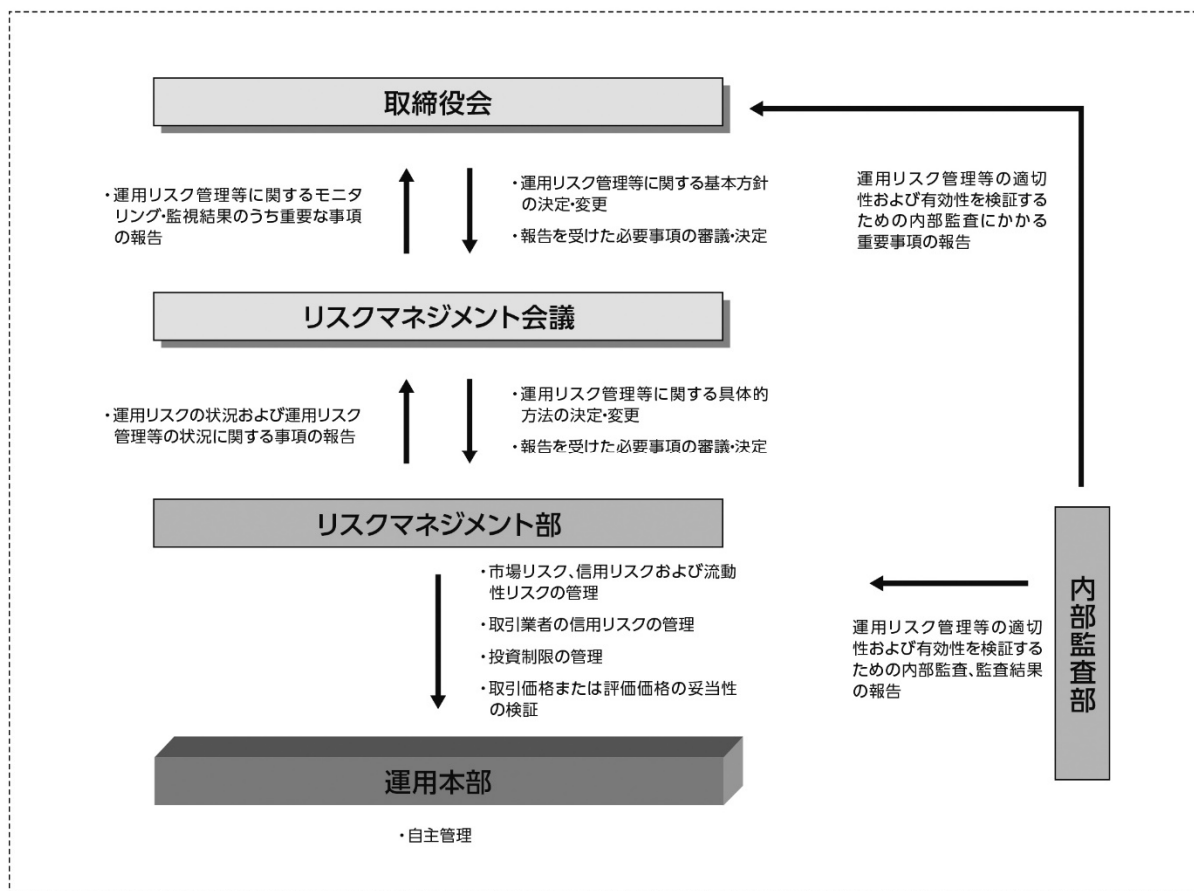 取締役会
・運用リスク管理等に関するモニタ
リング・監視結果のうち重要な事項
の報告
・運用リスク管理等に関する基本方針
の決定・変更
・報告を受けた必要事項の審議・決定
運用リスク管理等の適切
性および有効性を検証する
ための内部監査にかかる
重要事項の報告
リスクマネジメント会議
・運用リスクの状況および運用リスク
管理等の状況に関する事項の報告
・運用リスク管理等に関する具体的
方法の決定・変更
・報告を受けた必要事項の審議・決定
リスクマネジメント部
・市場リスク、信用リスクおよび流動
性リスクの管理
・取引業者の信用リスクの管理
・投資制限の管理
・取引価格または評価価格の妥当性
の検証
運用リスク管理等の適切
性および有効性を検証する
ための内部監査、監査結果
の報告
内部監査部
運用本部
・自主管理